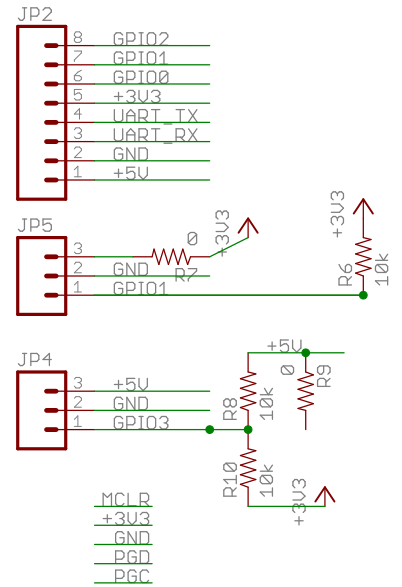 JP2
8 GPIO2
7 GPIO1
6 GPIO0
5 +3V3
4 UART_TX
3 UART_RX
2 GND
1 +5V
JP5
3 0 R7 +3V3
2 GND
1 GPIO1
+3V3
R6 10k
JP4
3 +5V
2 GND
1 GPIO3
+5V
R8 10k
0 R9
R10 10k
+3V3
MCLR
+3V3
GND
PGD
PGC